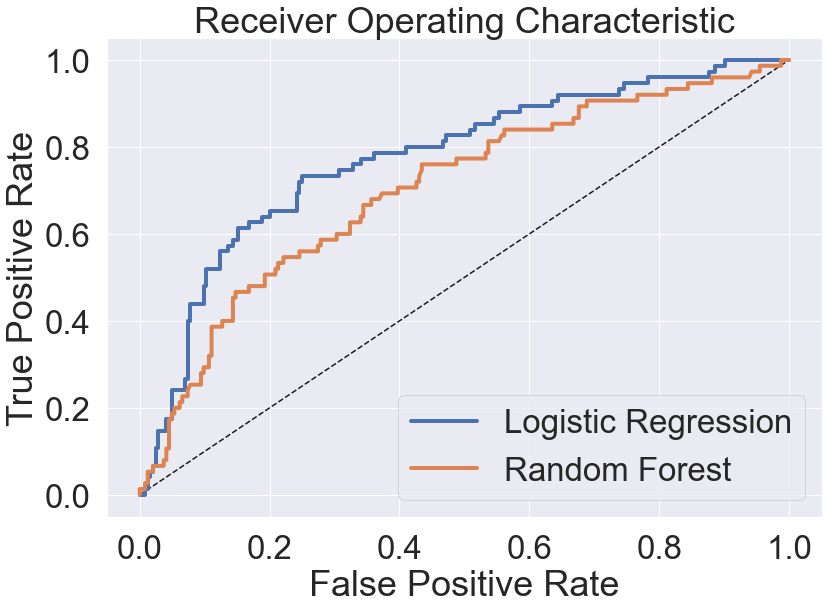 Receiver Operating Characteristic
1.0
0.8
0.6
0.4
0.2
0.0
True Positive Rate
Logistic Regression
Random Forest
0.0 0.2 0.4 0.6 0.8 1.0
False Positive Rate